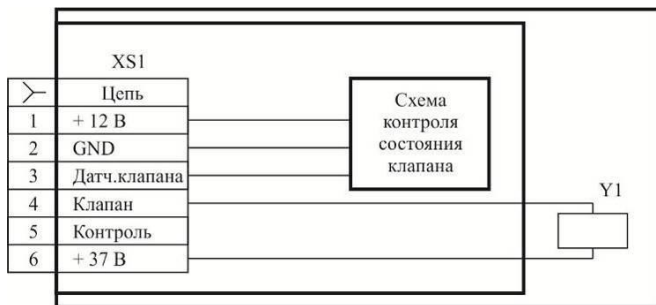 XS1
Цепь
1 + 12 В
2 GND
3 Датч.клапана
4 Клапан
5 Контроль
6 + 37 В
Схема
контроля
состояния
клапана
Y1